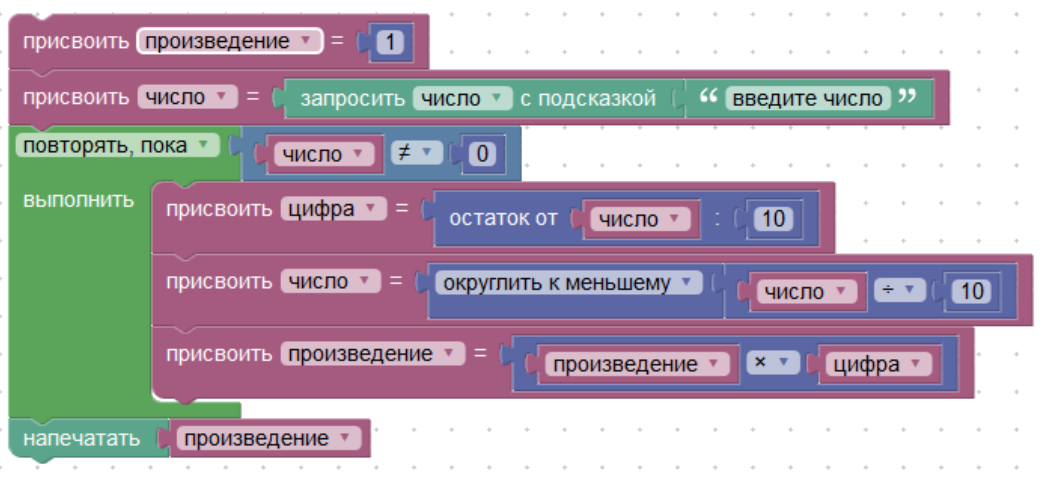 присвоить произведение = 1
присвоить число = запросить число с подсказкой “ введите число ”
повторять, пока число ≠ 0
выполнить присвоить цифра = остаток от число : 10
присвоить число = округлить к меньшему число ÷ 10
присвоить произведение = произведение × цифра
напечатать произведение